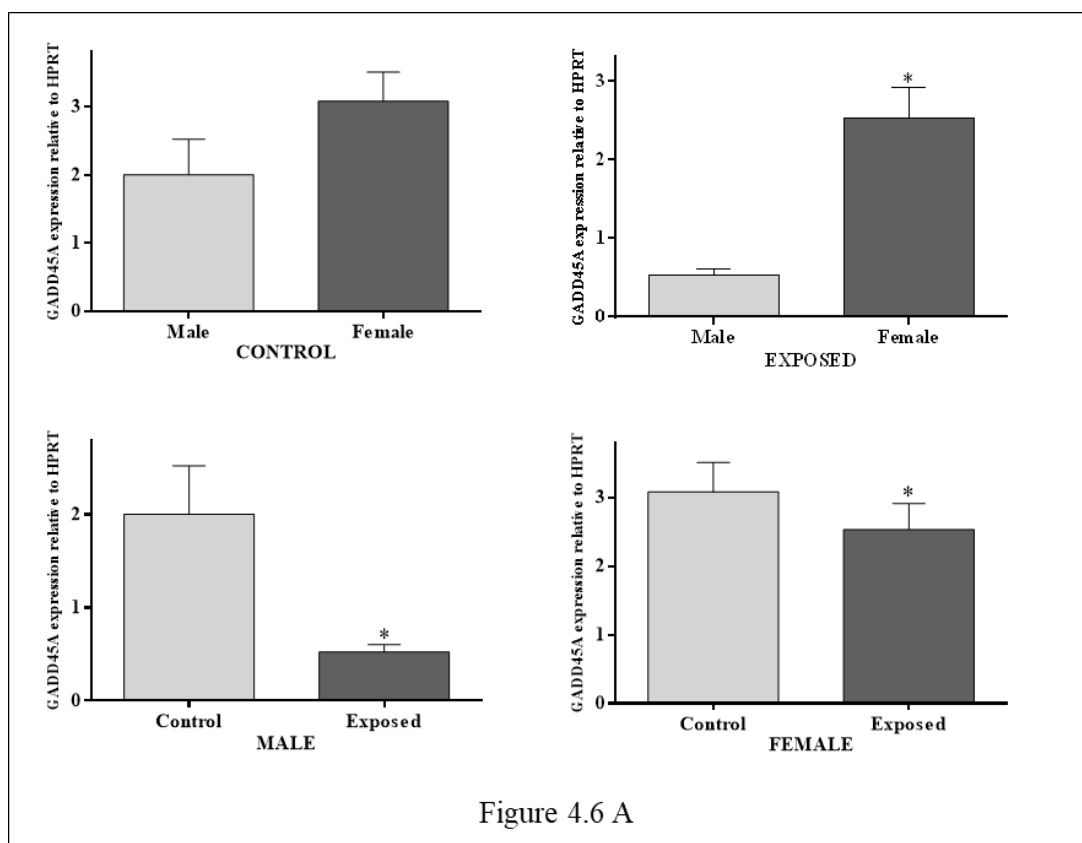 GADD45A expression relative to HPRT
3
2
1
0
Male Female
CONTROL
GADD45A expression relative to HPRT
3
2
1
0
*
Male Female
EXPOSED
GADD45A expression relative to HPRT
2
1
0
*
Control Exposed
MALE
GADD45A expression relative to HPRT
3
2
1
0
*
Control Exposed
FEMALE
Figure 4.6 A